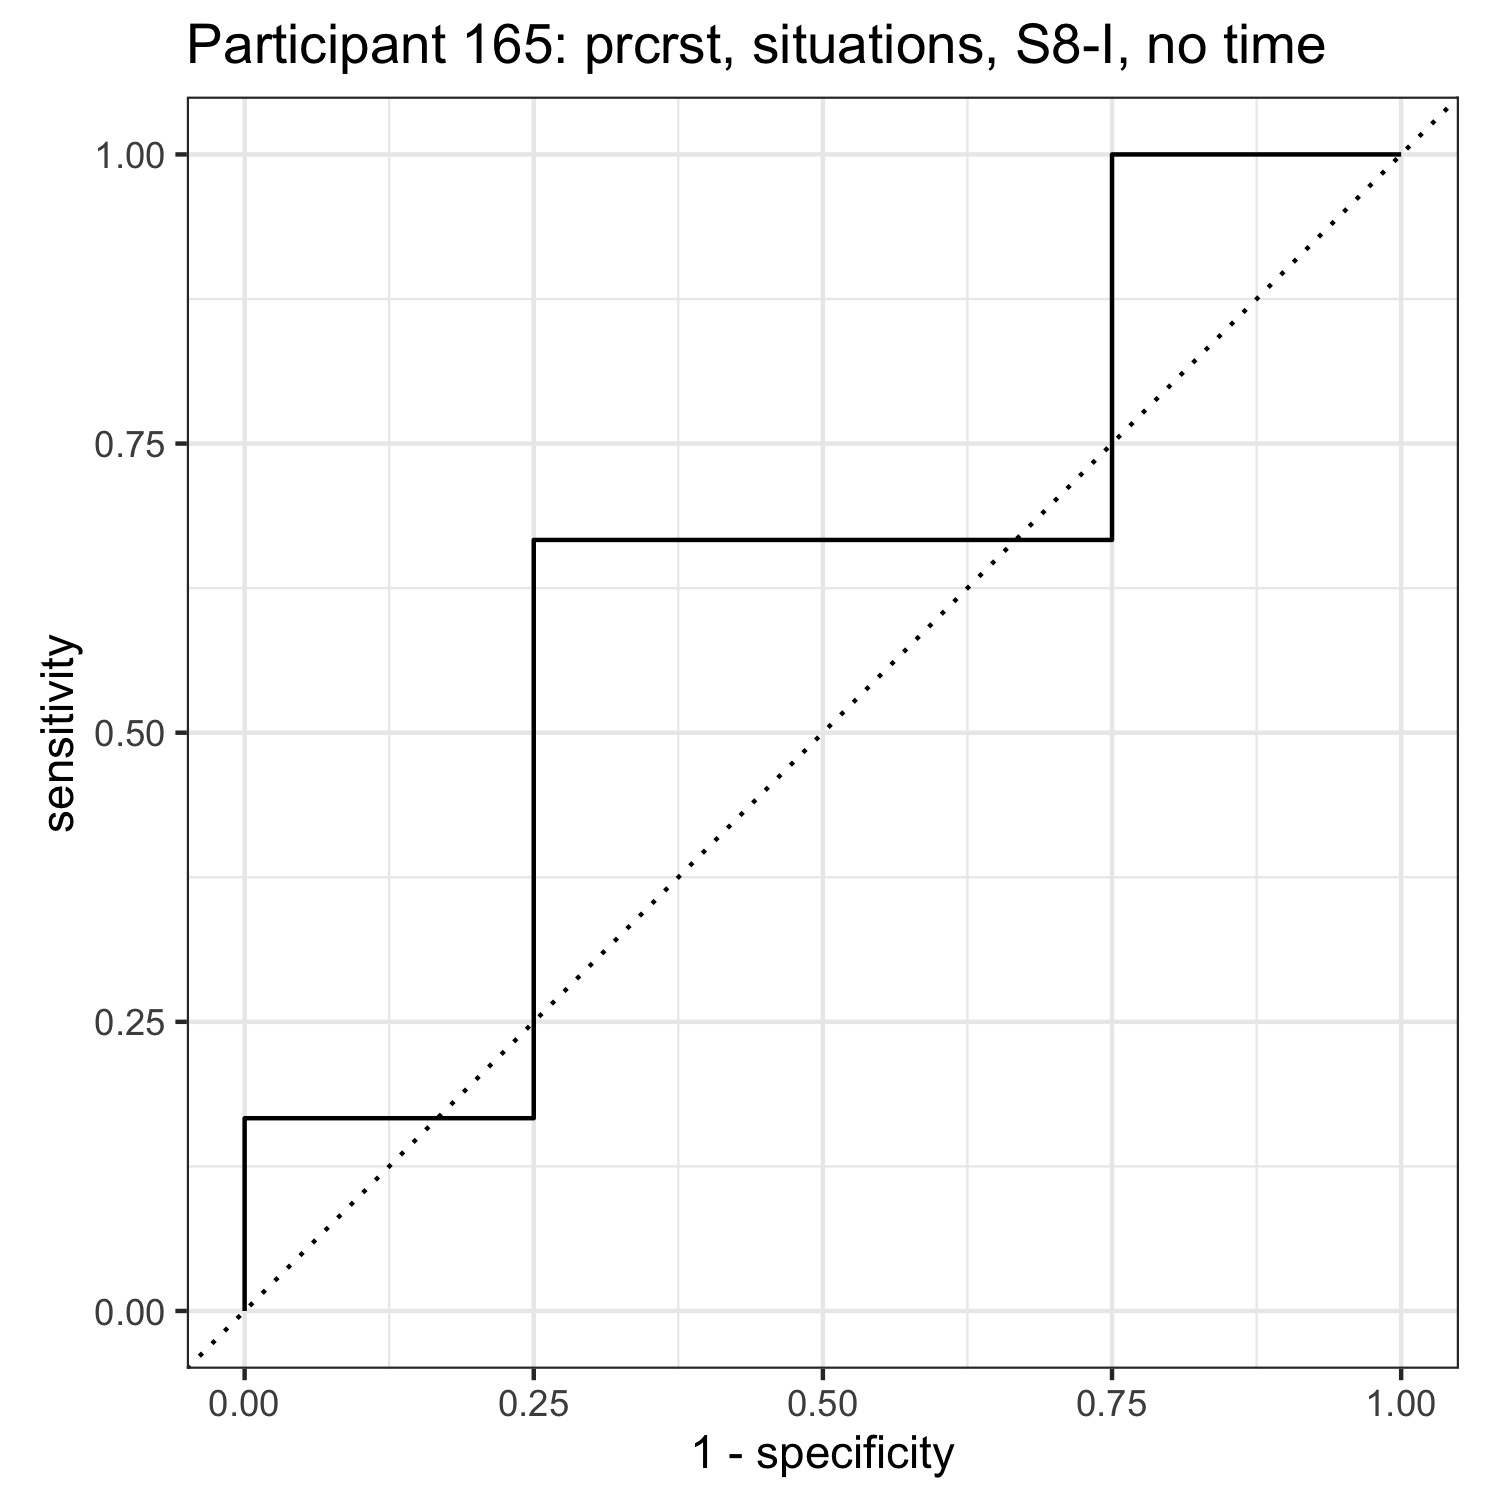 Participant 165: prcrst, situations, S8-I, no time
1.00
0.75
0.50
0.25
0.00
sensitivity
0.00 0.25 0.50 0.75 1.00
1 - specificity